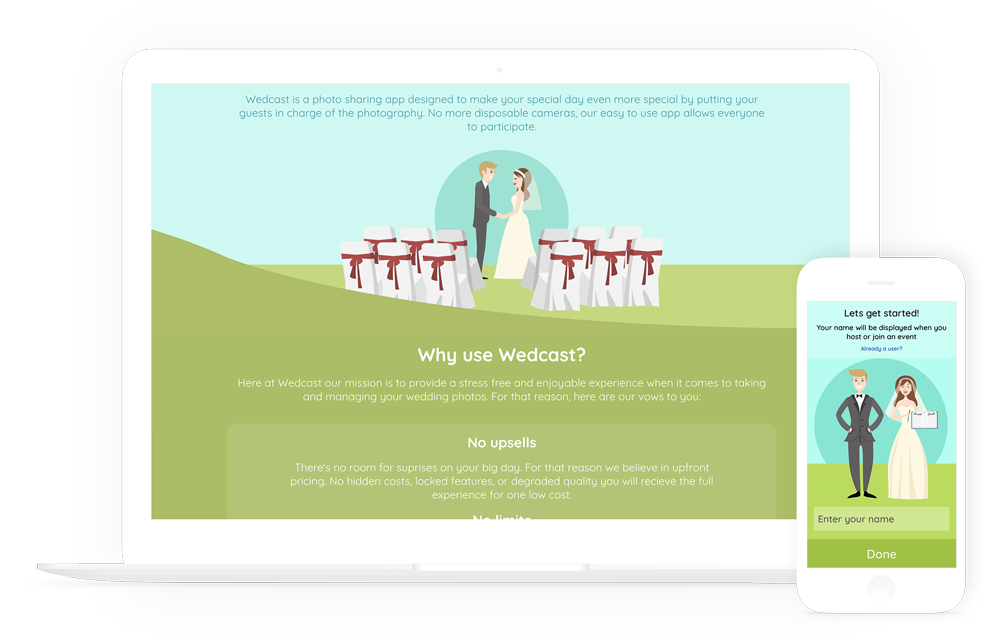 Wedcast is a photo sharing app designed to make your special day even more special by putting your
guests in charge of the photography. No more disposable cameras, our easy to use app allows everyone
to participate.
Why use Wedcast?
Here at Wedcast our mission is to provide a stress free and enjoyable experience when it comes to taking
and managing your wedding photos. For that reason, here are our vows to you:
No upsells
There's no room for suprises on your big day. For that reason we believe in upfront
pricing. No hidden costs, locked features, or degraded quality you will recieve the full
experience for one low cost.
No limits
Lets get started!
Your name will be displayed when you
host or join an event
Already a user?
Enter your name
Done